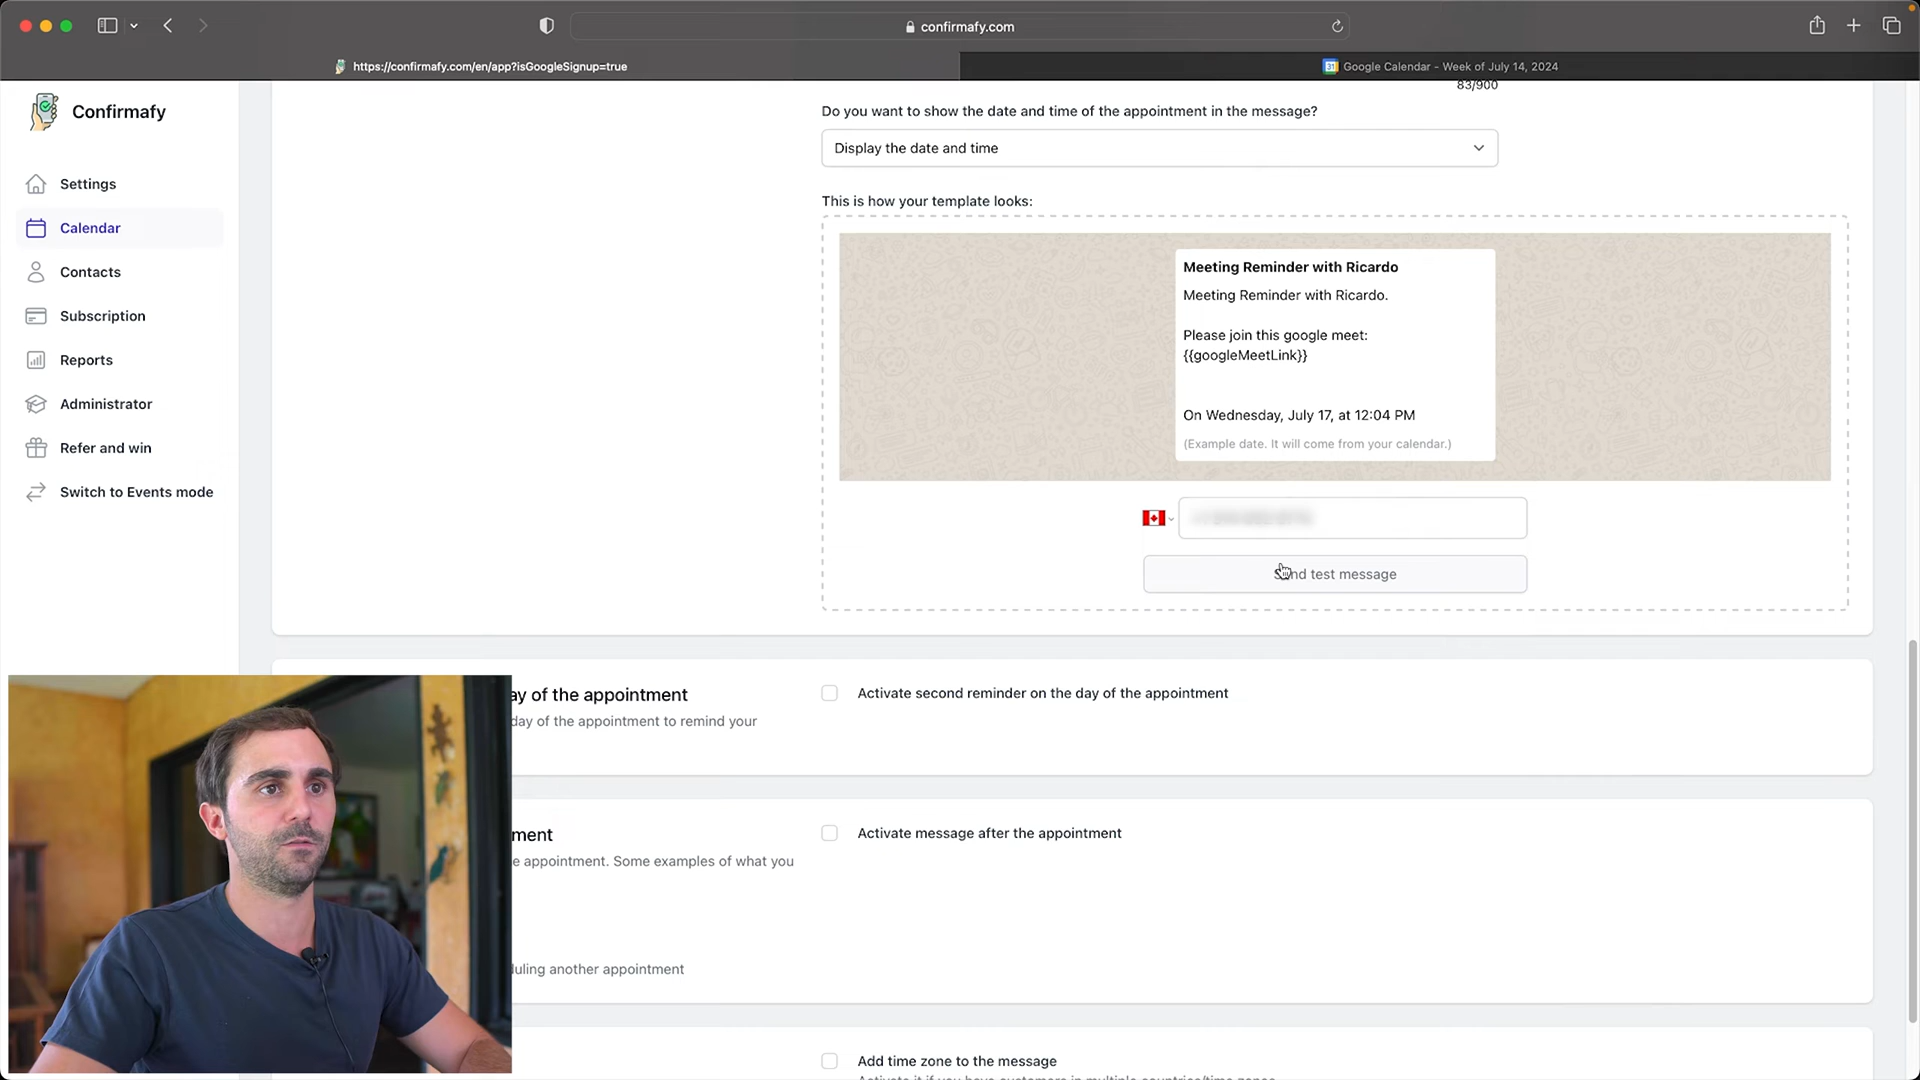 confirmafy.com
https://confirmafy.com/en/app?isGoogleSignup=true
Google Calendar - Week of July 14, 2024
Confirmafy
Settings
Calendar
Contacts
Subscription
Reports
Administrator
Refer and win
Switch to Events mode
83/900
Do you want to show the date and time of the appointment in the message?
Display the date and time
This is how your template looks:
Meeting Reminder with Ricardo
Meeting Reminder with Ricardo.
Please join this google meet:
{{googleMeetLink}}
On Wednesday, July 17, at 12:04 PM
(Example date. It will come from your calendar.)
test message
of the appointment
Activate second reminder on the day of the appointment
day of the appointment to remind your
Activate message after the appointment
appointment. Some examples of what you
another appointment
Add time zone to the message